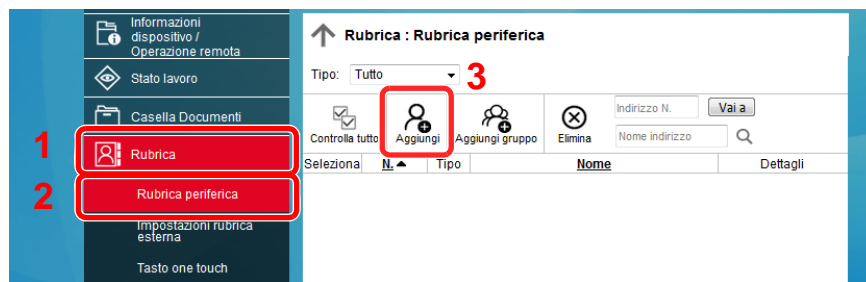 Informazioni
dispositivo /
Operazione remota
Stato lavoro
Casella Documenti
1
Rubrica
2
Rubrica periferica
Impostazioni rubrica
esterna
Tasto one touch
Rubrica : Rubrica periferica
Tipo: Tutto
3
Indirizzo N. Vai a
Nome indirizzo
Controlla tutto Aggiungi Aggiungi gruppo Elimina
Seleziona N. Tipo Nome Dettagli